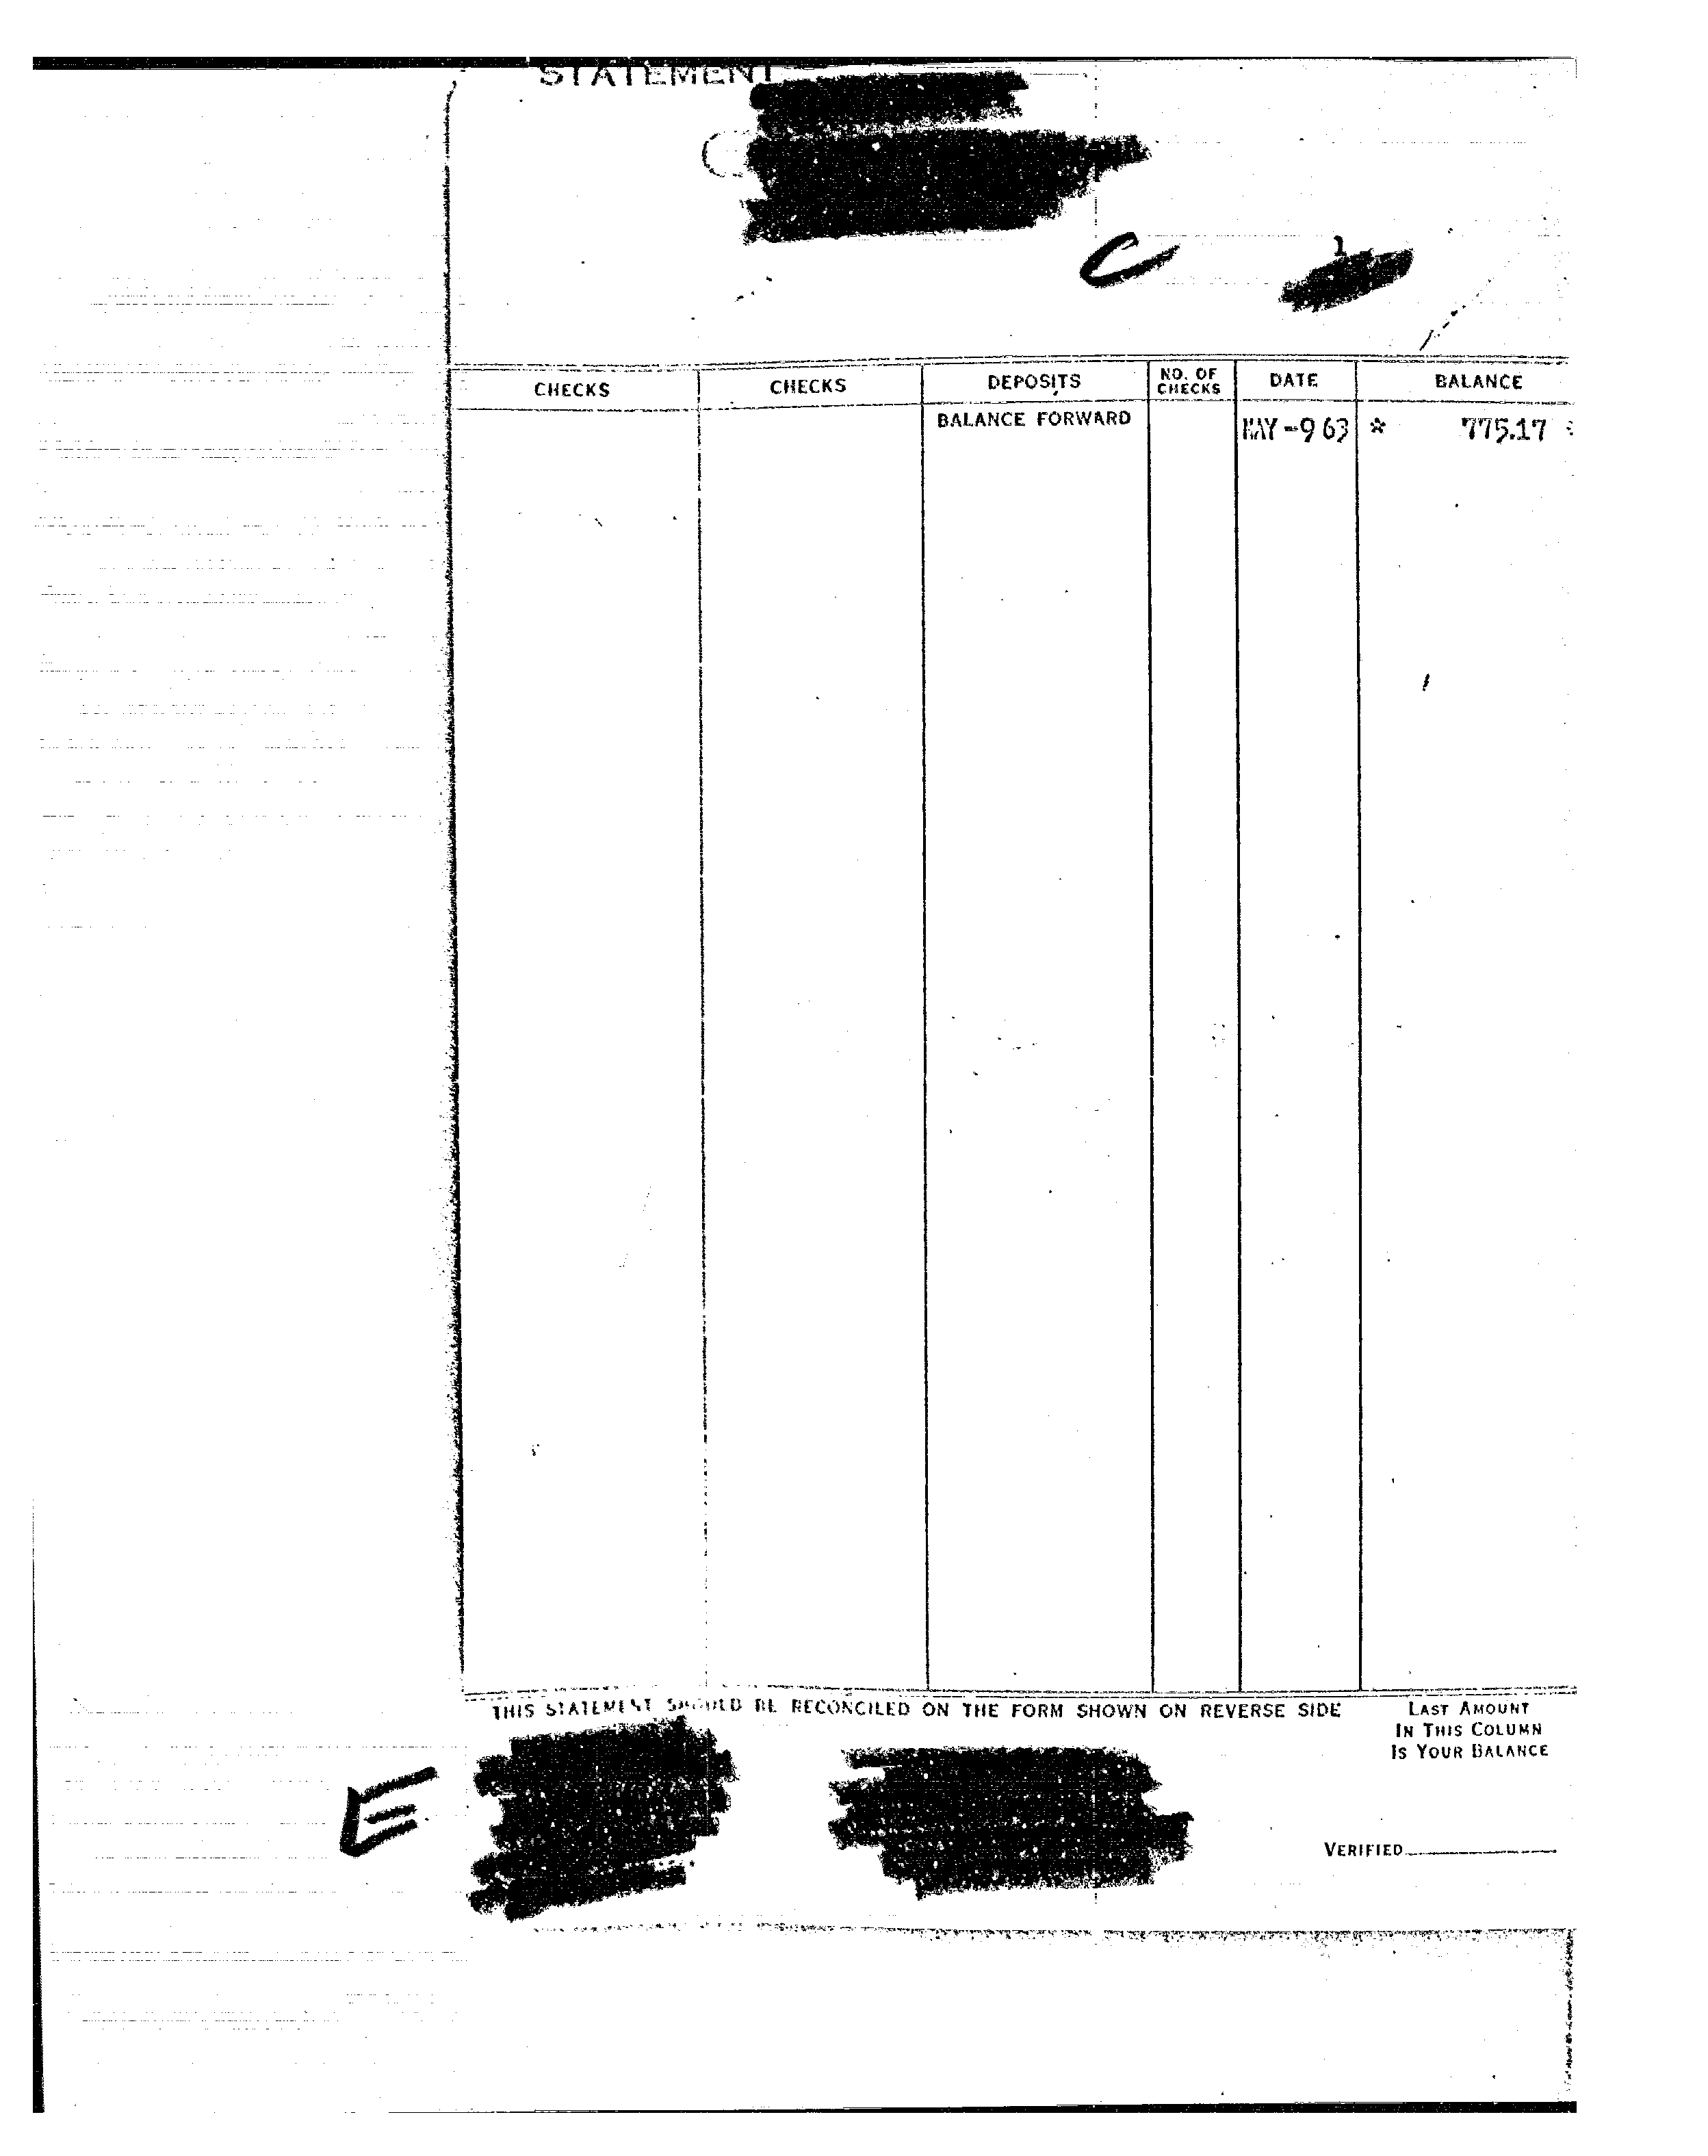 STATEMENT
C
1
CHECKS CHECKS DEPOSITS NO. OF CHECKS DATE BALANCE
BALANCE FORWARD MAY-9 63 * 775.17
THIS STATEMENT SHOULD BE RECONCILED ON THE FORM SHOWN ON REVERSE SIDE
LAST AMOUNT
IN THIS COLUMN
IS YOUR BALANCE
E
VERIFIED